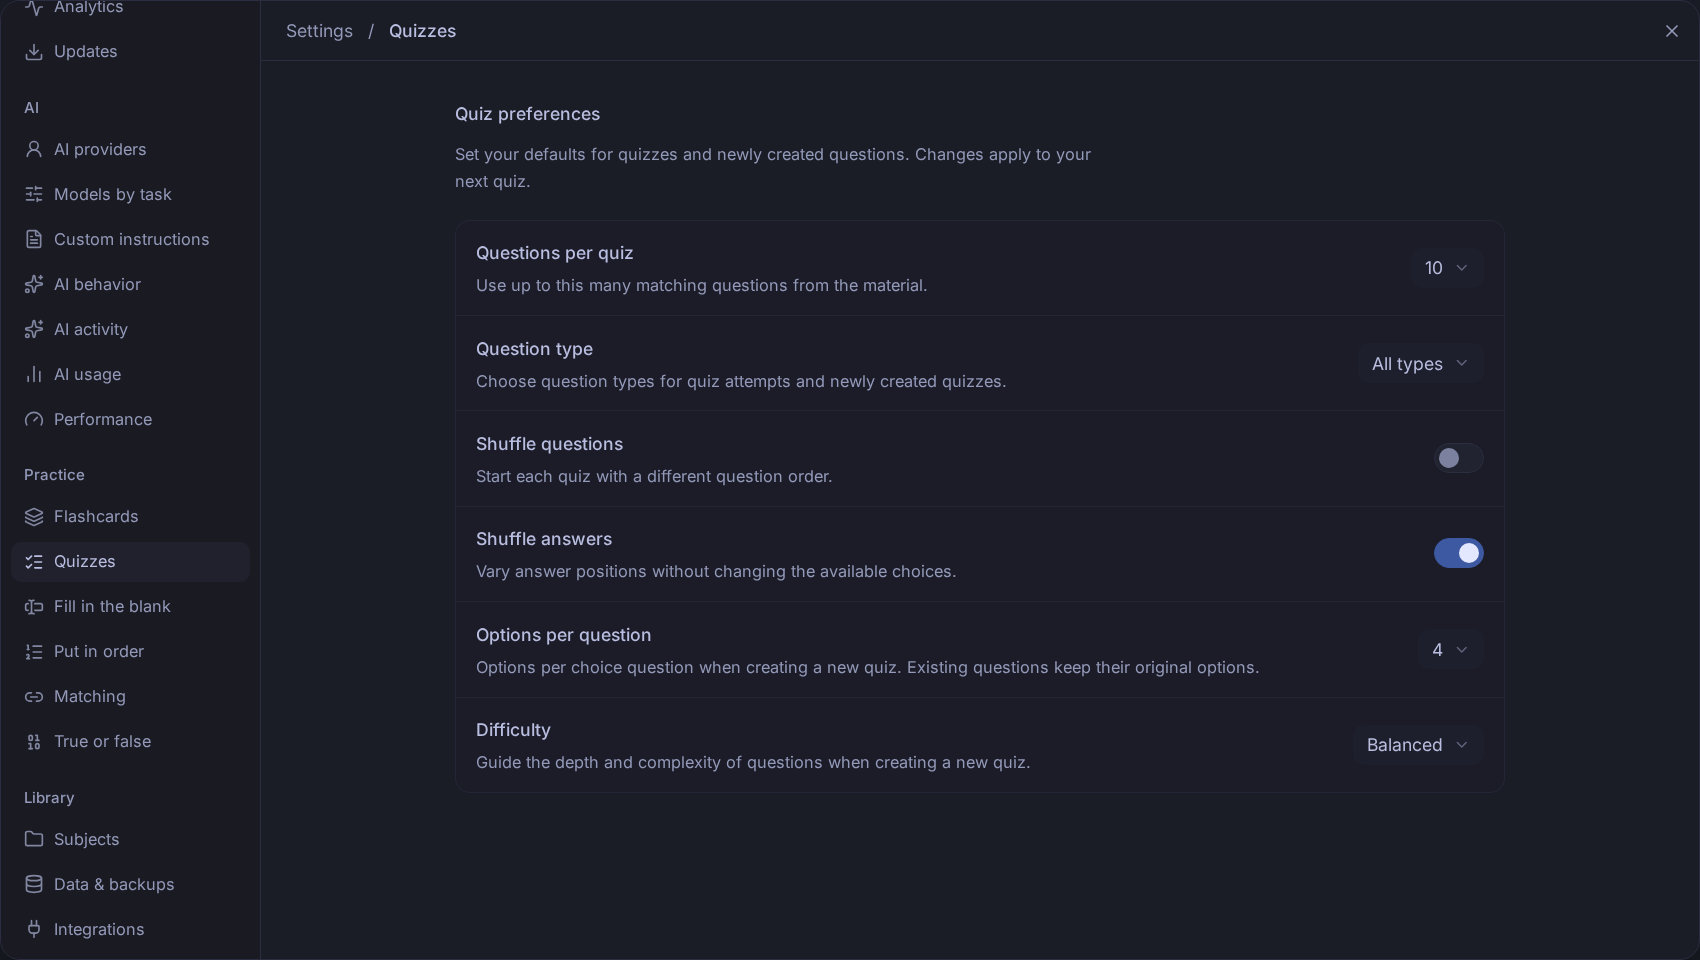 Analytics
Updates
AI
AI providers
Models by task
Custom instructions
AI behavior
AI activity
AI usage
Performance
Practice
Flashcards
Quizzes
Fill in the blank
Put in order
Matching
True or false
Library
Subjects
Data & backups
Integrations
Settings / Quizzes
Quiz preferences
Set your defaults for quizzes and newly created questions. Changes apply to your
next quiz.
Questions per quiz
Use up to this many matching questions from the material.
10
Question type
Choose question types for quiz attempts and newly created quizzes.
All types
Shuffle questions
Start each quiz with a different question order.
Shuffle answers
Vary answer positions without changing the available choices.
Options per question
Options per choice question when creating a new quiz. Existing questions keep their original options.
4
Difficulty
Guide the depth and complexity of questions when creating a new quiz.
Balanced